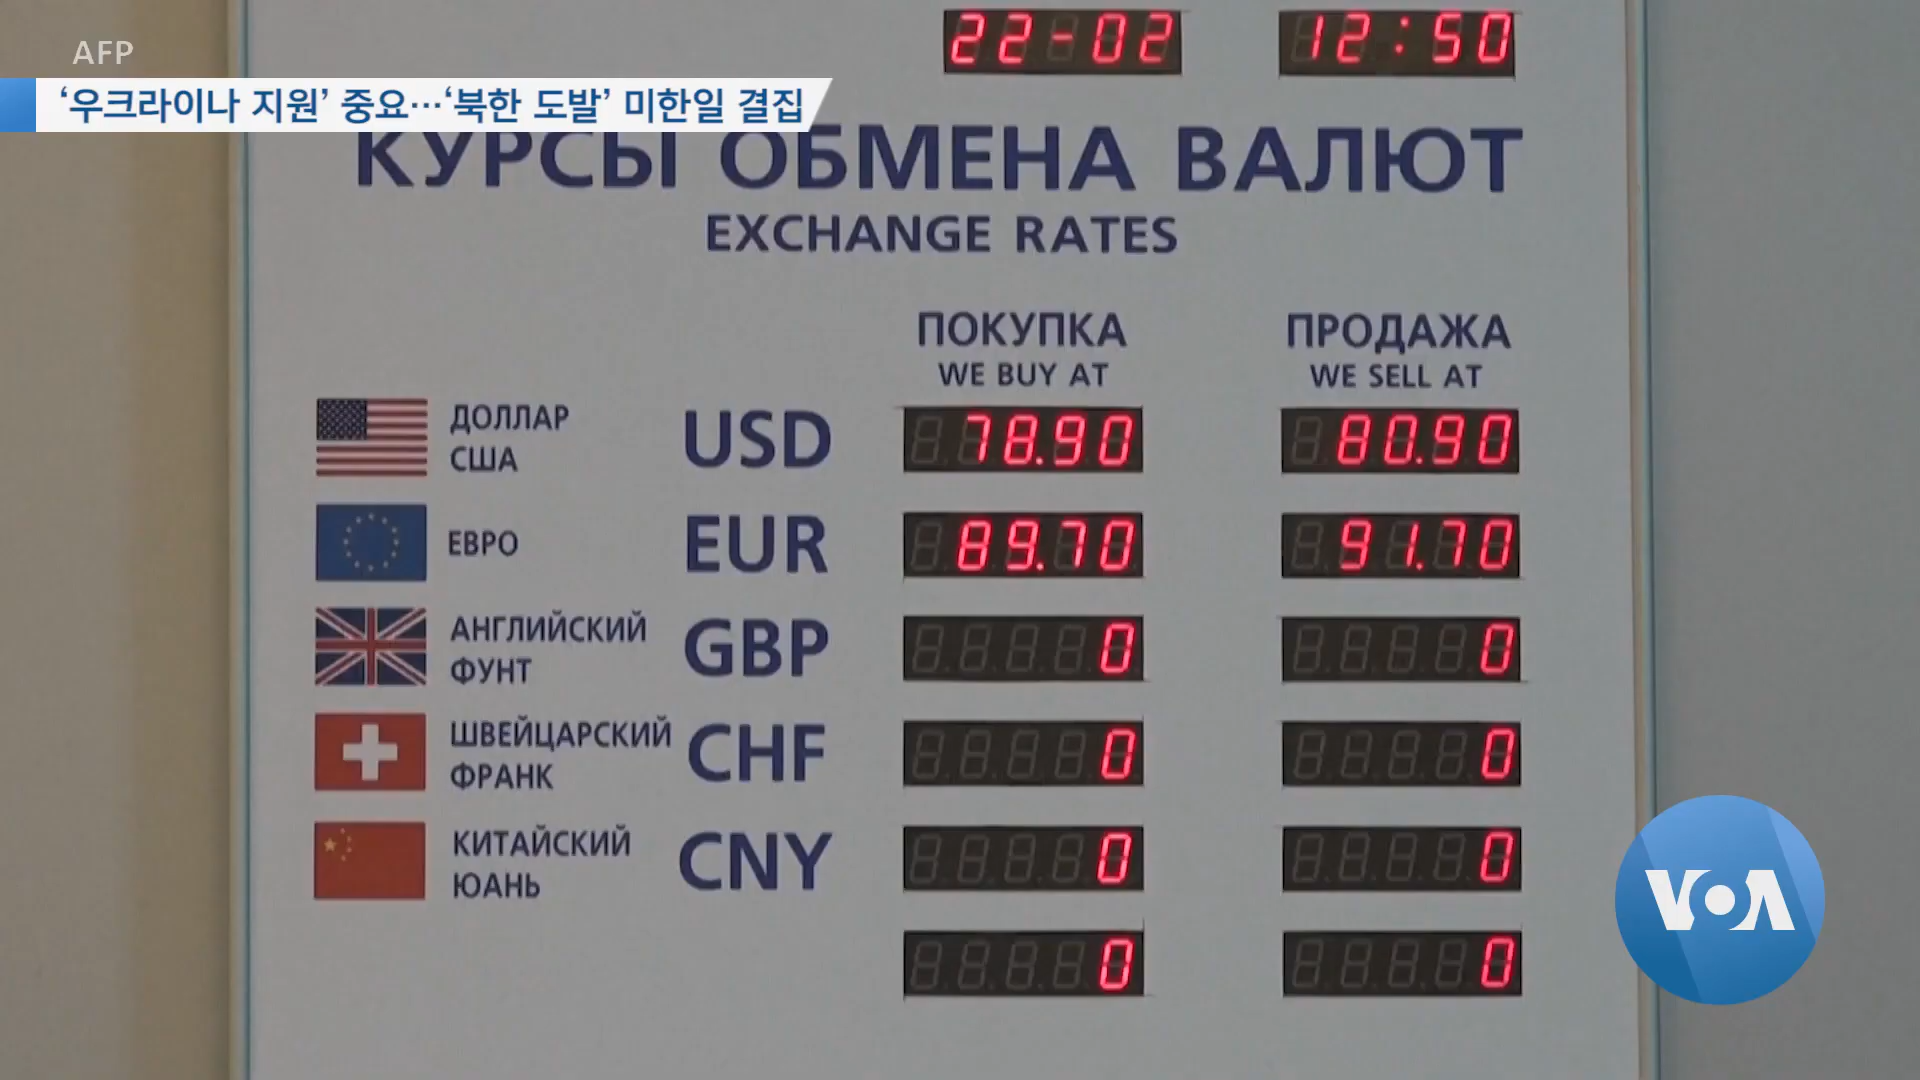 AFP
22-02 12:50
‘우크라이나 지원’ 중요…‘북한 도발’ 미한일 결집
КУРСЫ ОБМЕНА ВАЛЮТ
EXCHANGE RATES
ПОКУПКА ПРОДАЖА
WE BUY AT WE SELL AT
ДОЛЛАР
США
USD 78.90 80.90
ЕВРО EUR 89.70 91.70
АНГЛИЙСКИЙ
ФУНТ
GBP 0 0
ШВЕЙЦАРСКИЙ
ФРАНК
CHF 0 0
КИТАЙСКИЙ
ЮАНЬ
CNY 0 0
0 0
VOA